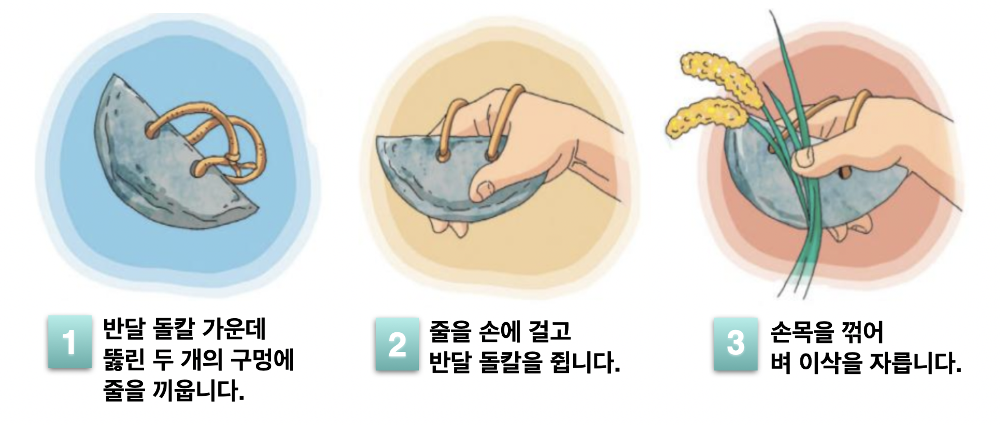 1
반달 돌칼 가운데
뚫린 두 개의 구멍에
줄을 끼웁니다.
2
줄을 손에 걸고
반달 돌칼을 쥡니다.
3
손목을 꺾어
벼 이삭을 자릅니다.